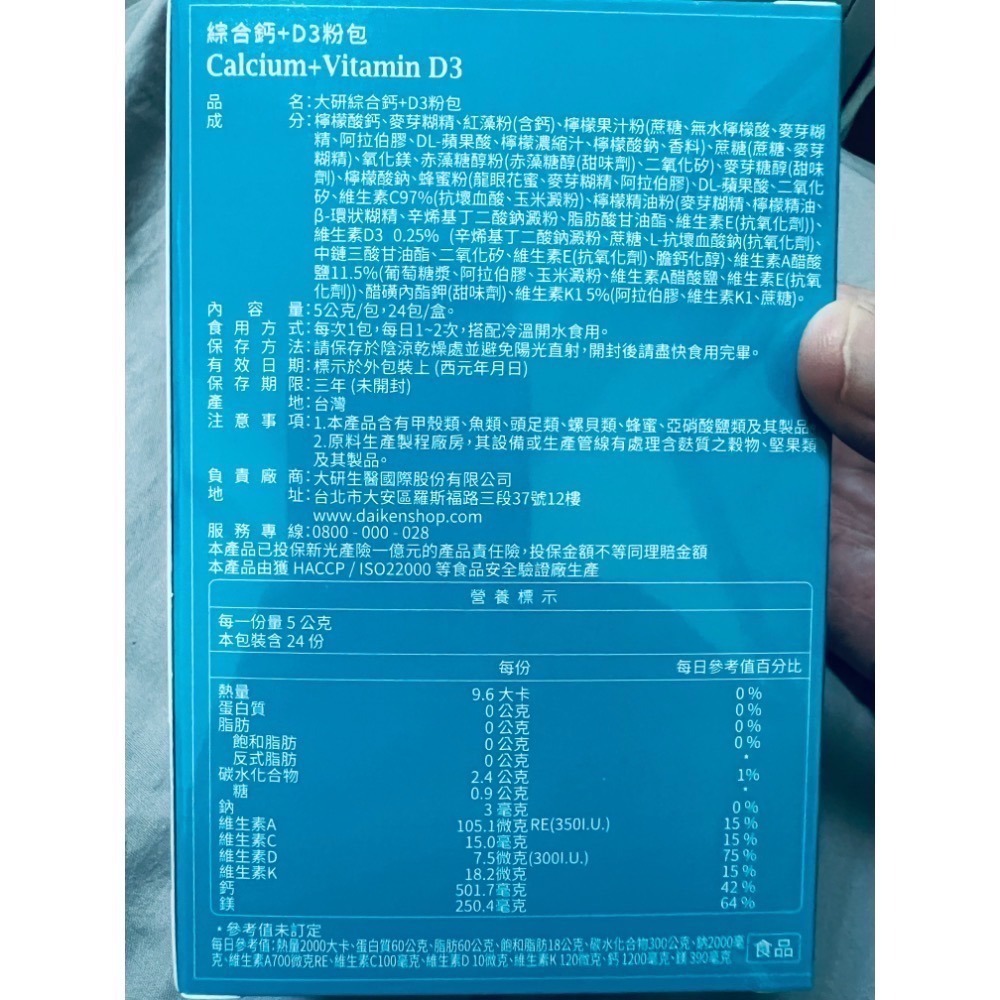 綜合鈣+D3粉包
Calcium+Vitamin D3
品名:大研綜合鈣+D3粉包
成分:檸檬酸鈣、麥芽糊精、紅藻粉(含鈣)、檸檬果汁粉(蔗糖、無水檸檬酸、麥芽糊
精、阿拉伯膠、DL-蘋果酸、檸檬濃縮汁、檸檬酸鈉、香料)、蔗糖(蔗糖、麥芽
糊精)、氧化鎂、赤藻糖醇粉(赤藻糖醇(甜味劑)、二氧化矽)、麥芽糖醇(甜味
劑)、檸檬酸鈉、蜂蜜粉(龍眼花蜜、麥芽糊精、阿拉伯膠)、DL-蘋果酸、二氧化
矽、維生素C97%(抗壞血酸、玉米澱粉)、檸檬精油粉(麥芽糊精、檸檬精油、
β-環狀糊精、辛烯基丁二酸鈉澱粉、脂肪酸甘油酯、維生素E(抗氧化劑))、
維生素D3 0.25% (辛烯基丁二酸鈉澱粉、蔗糖、L-抗壞血酸鈉(抗氧化劑)、
中鏈三酸甘油酯、二氧化矽、維生素E(抗氧化劑)、膽鈣化醇)、維生素A醋酸
鹽11.5%(葡萄糖漿、阿拉伯膠、玉米澱粉、維生素A醋酸鹽、維生素E(抗氧
化劑))、醋磺內酯鉀(甜味劑)、維生素K1 5%(阿拉伯膠、維生素K1、蔗糖)。
內容量:5公克/包,24包/盒。
食用方式:每次1包,每日1~2次,搭配冷溫開水食用。
保存方法:請保存於陰涼乾燥處並避免陽光直射,開封後請盡快食用完畢。
有效日期:標示於外包裝上 (西元年月日)
保存期限:三年 (未開封)
產地:台灣
注意事項:1.本產品含有甲殼類、魚類、頭足類、螺貝類、蜂蜜、亞硝酸鹽類及其製品
2.原料生產製程廠房,其設備或生產管線有處理含麩質之穀物、堅果類
及其製品。
負責廠商:大研生醫國際股份有限公司
地址:台北市大安區羅斯福路三段37號12樓
www.daikenshop.com
服務專線:0800 - 000 - 028
本產品已投保新光產險一億元的產品責任險,投保金額不等同理賠金額
本產品由獲 HACCP / ISO22000 等食品安全驗證廠生產
營養標示
每一份量 5 公克
本包裝含 24 份
每份 每日參考值百分比
熱量 9.6 大卡 0 %
蛋白質 0 公克 0 %
脂肪 0 公克 0 %
飽和脂肪 0 公克 0 %
反式脂肪 0 公克 *
碳水化合物 2.4 公克 1%
糖 0.9 公克 *
鈉 3 毫克 0 %
維生素A 105.1微克 RE(350I.U.) 15 %
維生素C 15.0毫克 15 %
維生素D 7.5微克(300I.U.) 75 %
維生素K 18.2微克 15 %
鈣 501.7毫克 42 %
鎂 250.4毫克 64 %
*參考值未訂定
每日參考值:熱量2000大卡、蛋白質60公克、脂肪60公克、飽和脂肪18公克、碳水化合物300公克、鈉2000毫
克、維生素A700微克RE、維生素C100毫克、維生素D 10微克、維生素K 120微克、鈣 1200毫克、鎂 390毫克
食品